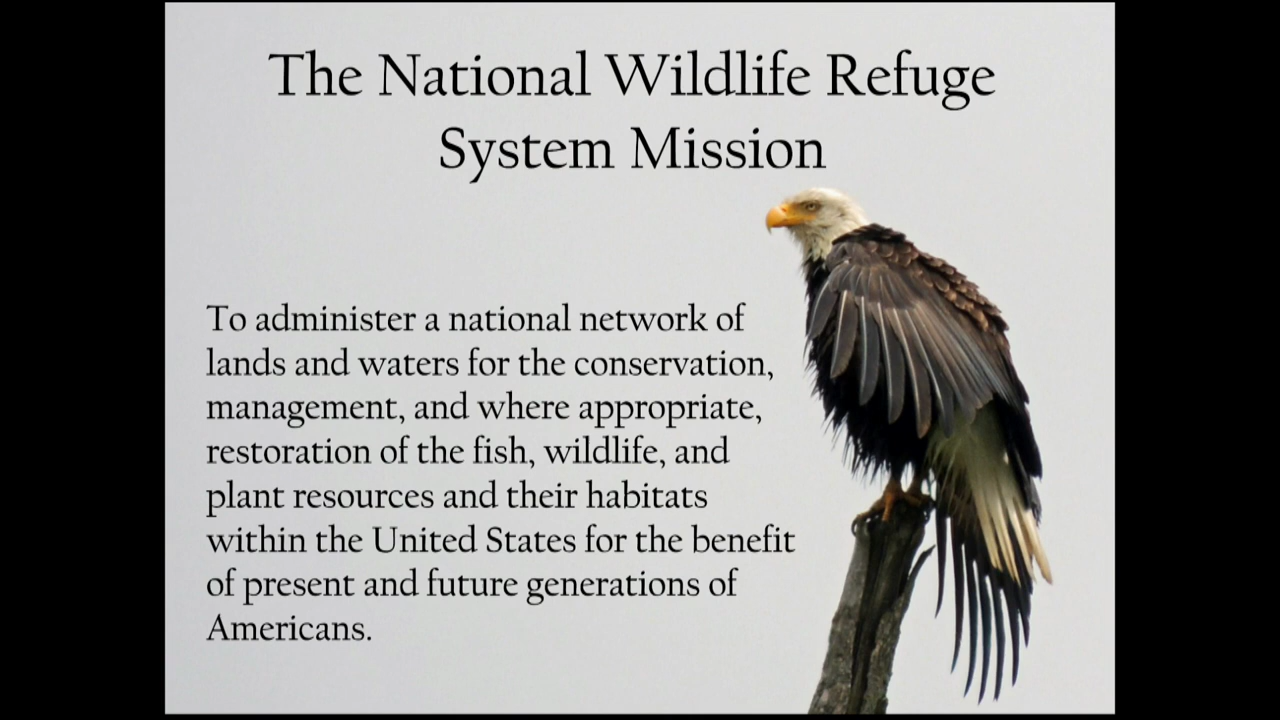 The National Wildlife Refuge
System Mission
To administer a national network of
lands and waters for the conservation,
management, and where appropriate,
restoration of the fish, wildlife, and
plant resources and their habitats
within the United States for the benefit
of present and future generations of
Americans.